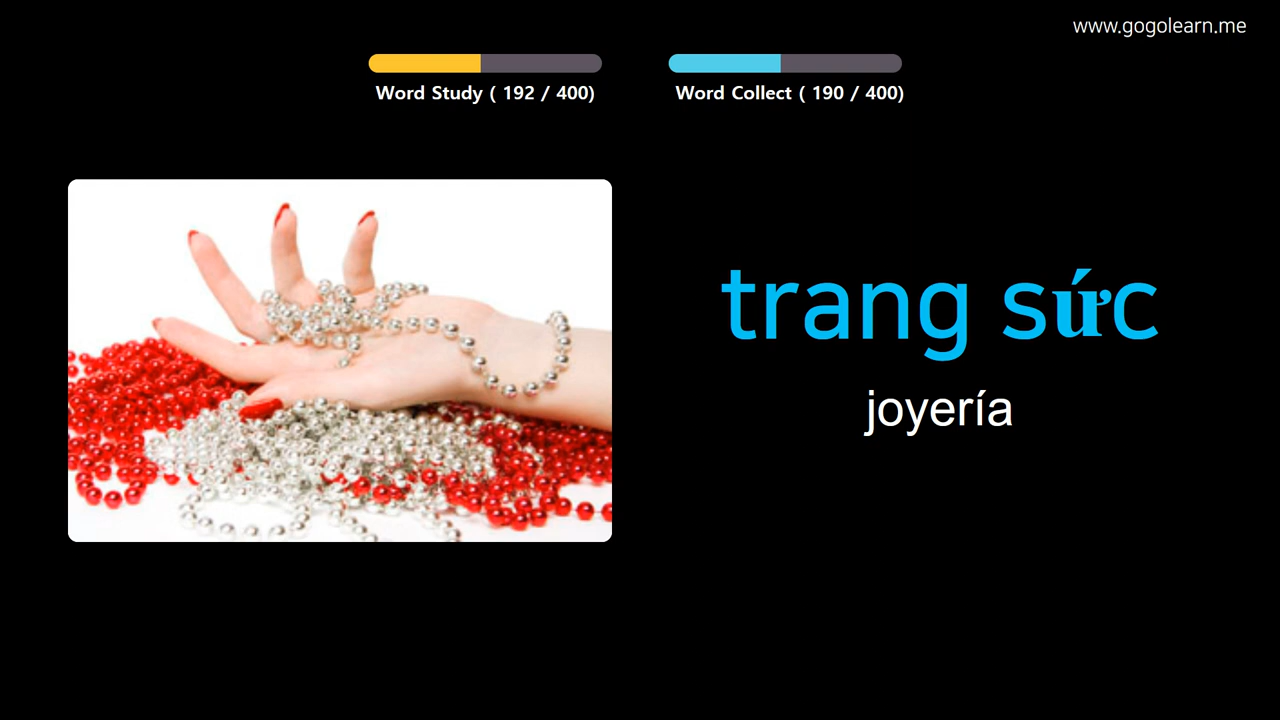 www.gogolearn.me
Word Study ( 192 / 400)
Word Collect ( 190 / 400)
trang sức
joyería